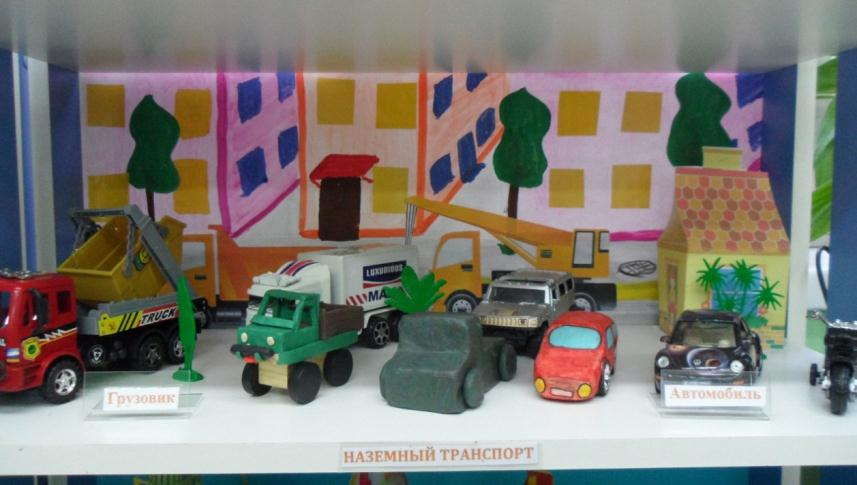 LUXURIOUS
MA
TRUCK
Грузовик
Автомобиль
НАЗЕМНЫЙ ТРАНСПОРТ